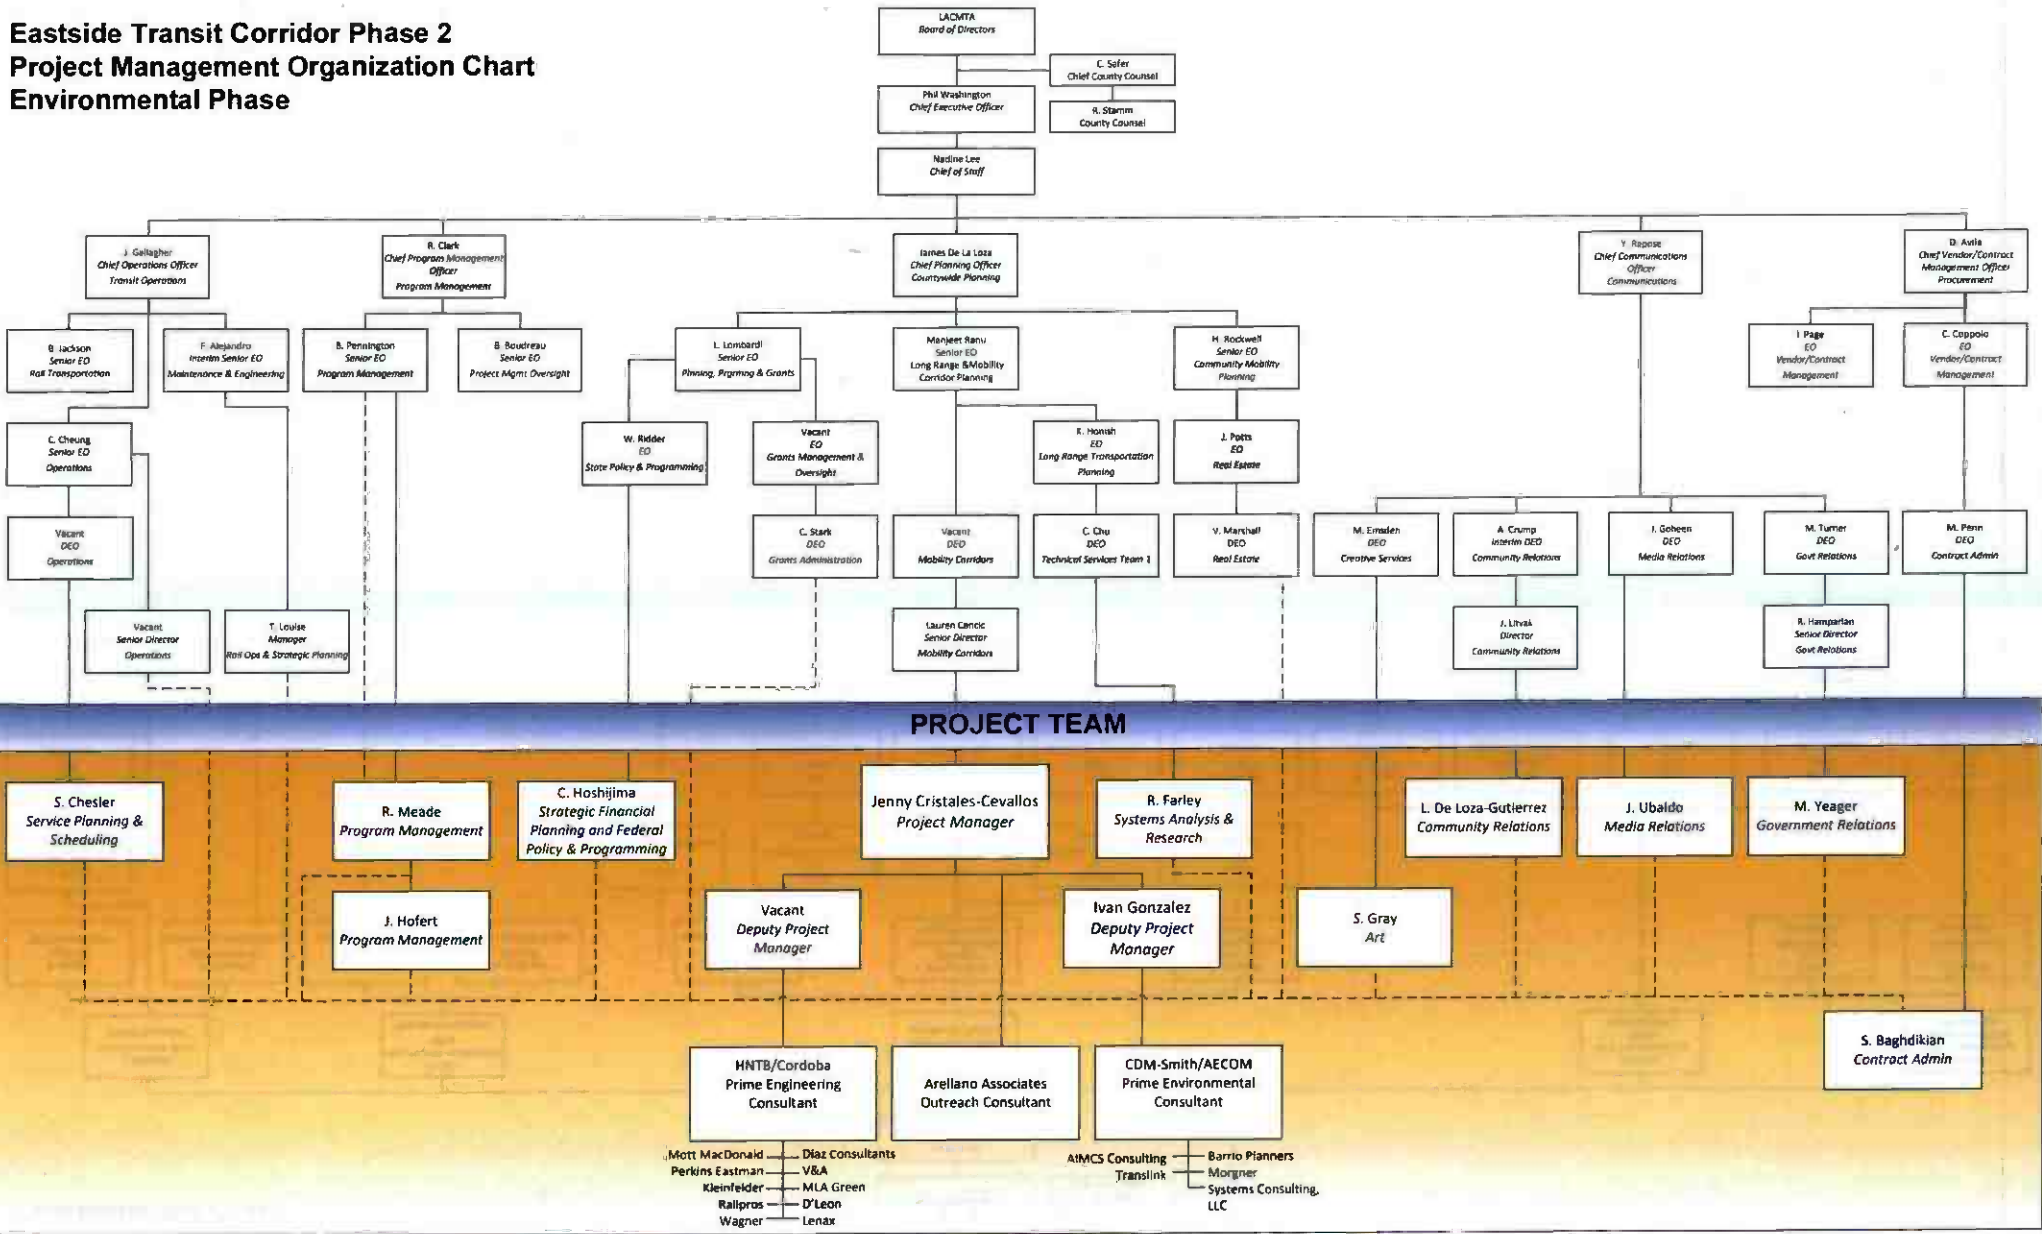 Eastside Transit Corridor Phase 2
Project Management Organization Chart
Environmental Phase
LACMTA
Board of Directors
C. Safer
Chief County Counsel
Phil Washington
Chief Executive Officer
R. Stamm
County Counsel
Nadine Lee
Chief of Staff
J. Gallagher
Chief Operations Officer
Transit Operations
R. Clark
Chief Program Management
Officer
Program Management
James De La Loza
Chief Planning Officer
Countywide Planning
Y. Rapose
Chief Communications
Officer
Communications
D. Avila
Chief Vendor/Contract
Management Officer
Procurement
B. Jackson
Senior EO
Rail Transportation
F. Alejandro
Interim Senior EO
Maintenance & Engineering
B. Pennington
Senior EO
Program Management
B. Boudreau
Senior EO
Project Mgmt Oversight
L. Lombardi
Senior EO
Plnning, Prgrming & Grants
Manjeet Ranu
Senior EO
Long Range &Mobility
Corridor Planning
H. Rockwell
Senior EO
Community Mobility
Planning
I. Page
EO
Vendor/Contract
Management
C. Coppolo
EO
Vendor/Contract
Management
C. Cheung
Senior EO
Operations
W. Ridder
EO
State Policy & Programming
Vacant
EO
Grants Management &
Oversight
K. Honish
EO
Long Range Transportation
Planning
J. Potts
EO
Real Estate
Vacant
DEO
Operations
C. Stark
DEO
Grants Administration
Vacant
DEO
Mobility Corridors
C. Chu
DEO
Technical Services Team 1
V. Marshall
DEO
Real Estate
M. Emsden
DEO
Creative Services
A. Crump
Interim DEO
Community Relations
J. Goheen
DEO
Media Relations
M. Turner
DEO
Govt Relations
M. Penn
DEO
Contract Admin
Vacant
Senior Director
Operations
T. Louise
Manager
Rail Ops & Strategic Planning
Lauren Cencic
Senior Director
Mobility Corridors
J. Litvak
Director
Community Relations
R. Hamparian
Senior Director
Govt Relations
PROJECT TEAM
S. Chesler
Service Planning &
Scheduling
R. Meade
Program Management
C. Hoshijima
Strategic Financial
Planning and Federal
Policy & Programming
Jenny Cristales-Cevallos
Project Manager
R. Farley
Systems Analysis &
Research
L. De Loza-Gutierrez
Community Relations
J. Ubaldo
Media Relations
M. Yeager
Government Relations
J. Hofert
Program Management
Vacant
Deputy Project
Manager
Ivan Gonzalez
Deputy Project
Manager
S. Gray
Art
S. Baghdikian
Contract Admin
HNTB/Cordoba
Prime Engineering
Consultant
Arellano Associates
Outreach Consultant
CDM-Smith/AECOM
Prime Environmental
Consultant
Mott MacDonald Diaz Consultants
Perkins Eastman V&A
Kleinfelder MLA Green
Railpros D'Leon
Wagner Lenax
AIMCS Consulting Barrio Planners
Translink Morgner
Systems Consulting,
LLC